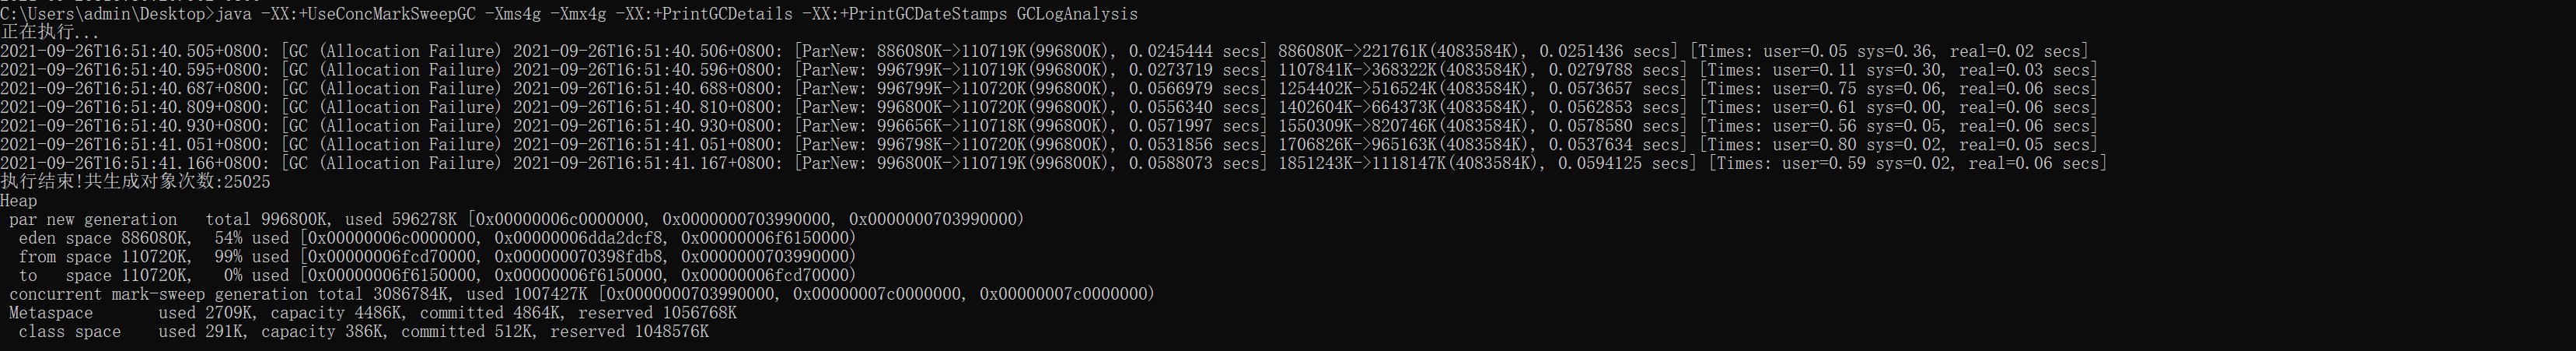 C:\Users\admin\Desktop>java -XX:+UseConcMarkSweepGC -Xms4g -Xmx4g -XX:+PrintGCDetails -XX:+PrintGCDateStamps GCLogAnalysis
正在执行...
2021-09-26T16:51:40.505+0800: [GC (Allocation Failure) 2021-09-26T16:51:40.506+0800: [ParNew: 886080K->110719K(996800K), 0.0245444 secs] 886080K->221761K(4083584K), 0.0251436 secs] [Times: user=0.05 sys=0.36, real=0.02 secs]
2021-09-26T16:51:40.595+0800: [GC (Allocation Failure) 2021-09-26T16:51:40.596+0800: [ParNew: 996799K->110719K(996800K), 0.0273719 secs] 1107841K->368322K(4083584K), 0.0279788 secs] [Times: user=0.11 sys=0.30, real=0.03 secs]
2021-09-26T16:51:40.687+0800: [GC (Allocation Failure) 2021-09-26T16:51:40.688+0800: [ParNew: 996799K->110720K(996800K), 0.0566979 secs] 1254402K->516524K(4083584K), 0.0573657 secs] [Times: user=0.75 sys=0.06, real=0.06 secs]
2021-09-26T16:51:40.809+0800: [GC (Allocation Failure) 2021-09-26T16:51:40.810+0800: [ParNew: 996800K->110720K(996800K), 0.0556340 secs] 1402604K->664373K(4083584K), 0.0562853 secs] [Times: user=0.61 sys=0.00, real=0.06 secs]
2021-09-26T16:51:40.930+0800: [GC (Allocation Failure) 2021-09-26T16:51:40.930+0800: [ParNew: 996656K->110718K(996800K), 0.0571997 secs] 1550309K->820746K(4083584K), 0.0578580 secs] [Times: user=0.56 sys=0.05, real=0.06 secs]
2021-09-26T16:51:41.051+0800: [GC (Allocation Failure) 2021-09-26T16:51:41.051+0800: [ParNew: 996798K->110720K(996800K), 0.0531856 secs] 1706826K->965163K(4083584K), 0.0537634 secs] [Times: user=0.80 sys=0.02, real=0.05 secs]
2021-09-26T16:51:41.166+0800: [GC (Allocation Failure) 2021-09-26T16:51:41.167+0800: [ParNew: 996800K->110719K(996800K), 0.0588073 secs] 1851243K->1118147K(4083584K), 0.0594125 secs] [Times: user=0.59 sys=0.02, real=0.06 secs]
执行结束!共生成对象次数:25025
Heap
 par new generation   total 996800K, used 596278K [0x00000006c0000000, 0x0000000703990000, 0x0000000703990000)
  eden space 886080K,  54% used [0x00000006c0000000, 0x00000006dda2dcf8, 0x00000006f6150000)
  from space 110720K,  99% used [0x00000006fcd70000, 0x000000070398fdb8, 0x0000000703990000)
  to   space 110720K,   0% used [0x00000006f6150000, 0x00000006f6150000, 0x00000006fcd70000)
 concurrent mark-sweep generation total 3086784K, used 1007427K [0x0000000703990000, 0x00000007c0000000, 0x00000007c0000000)
 Metaspace       used 2709K, capacity 4486K, committed 4864K, reserved 1056768K
  class space    used 291K, capacity 386K, committed 512K, reserved 1048576K